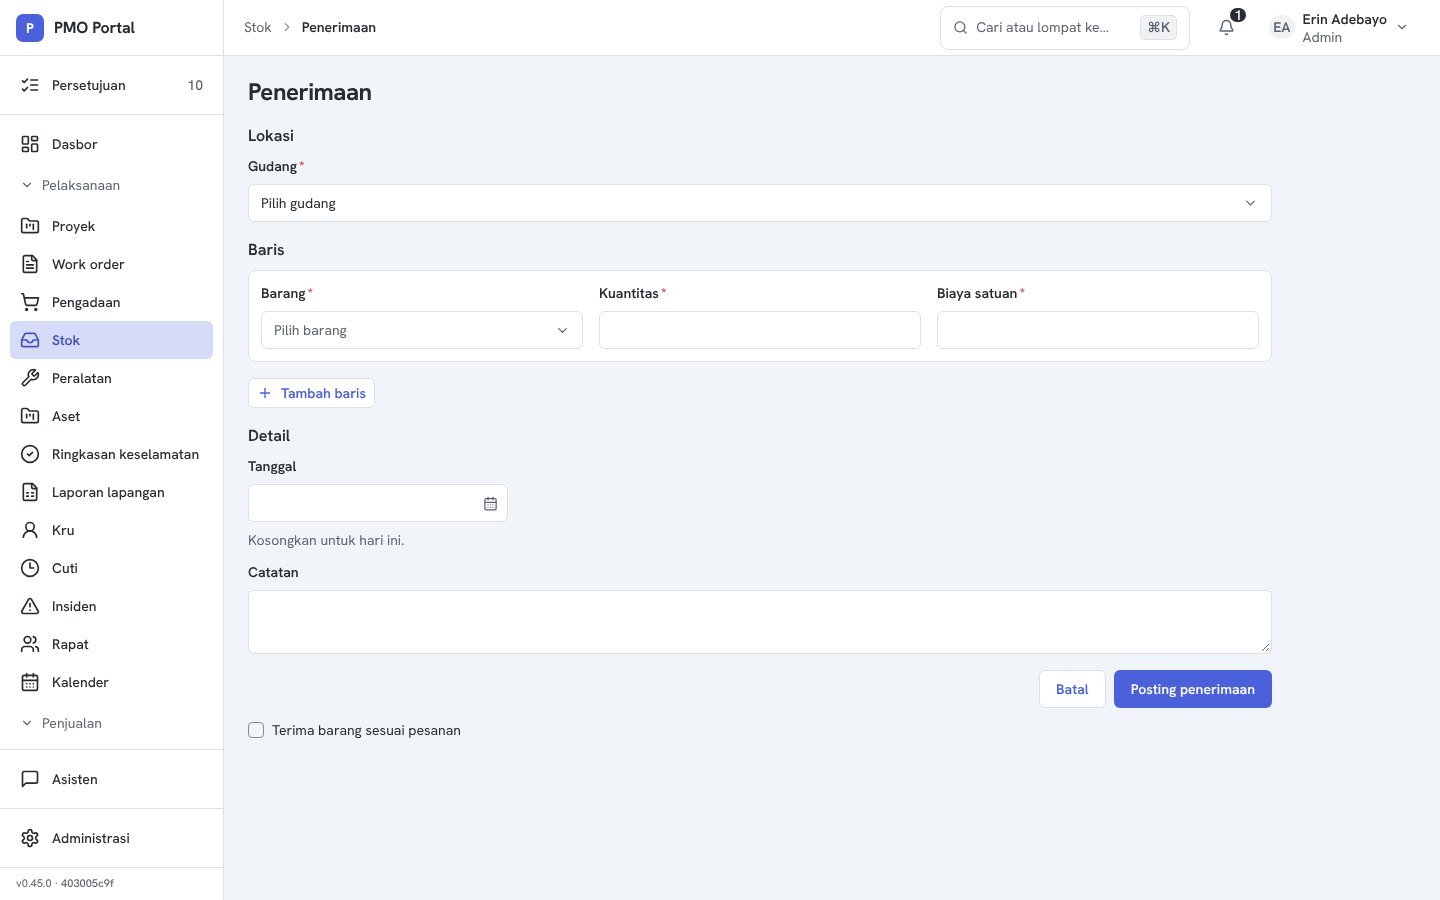 P PMO Portal
Stok > Penerimaan
Cari atau lompat ke...
⌘K
1
EA
Erin Adebayo
Admin
Persetujuan 10
Dasbor
Pelaksanaan
Proyek
Work order
Pengadaan
Stok
Peralatan
Aset
Ringkasan keselamatan
Laporan lapangan
Kru
Cuti
Insiden
Rapat
Kalender
Penjualan
Asisten
Administrasi
v0.45.0 · 403005c9f
Penerimaan
Lokasi
Gudang *
Pilih gudang
Baris
Barang * Kuantitas * Biaya satuan *
Pilih barang
+ Tambah baris
Detail
Tanggal
Kosongkan untuk hari ini.
Catatan
Batal Posting penerimaan
Terima barang sesuai pesanan